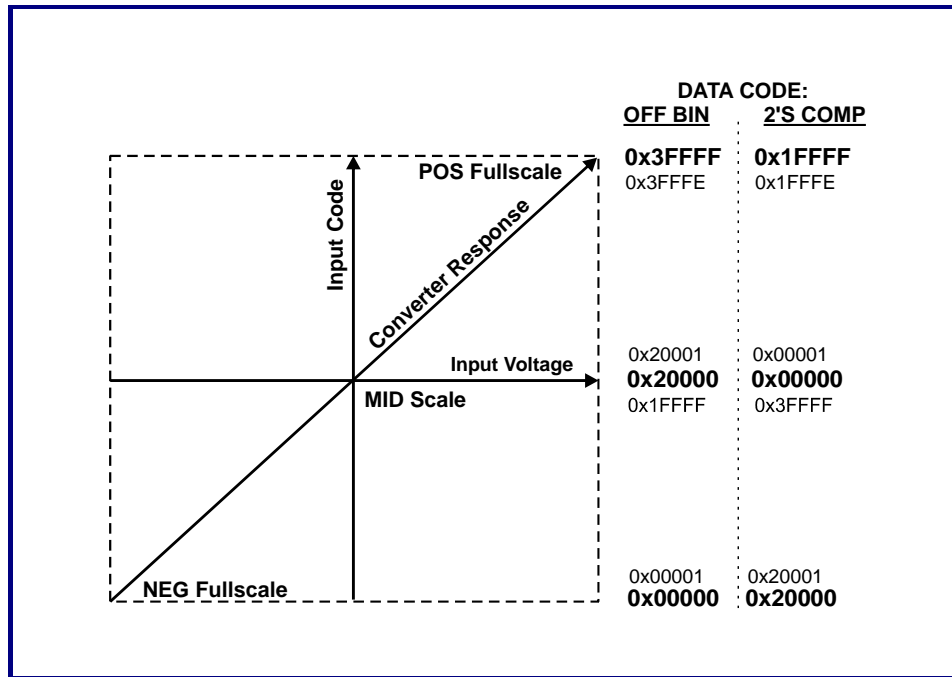 DATA CODE:
OFF BIN 2'S COMP
0x3FFFF 0x1FFFF
POS Fullscale
0x3FFFE 0x1FFFE
Input Code
Converter Response
0x20001 0x00001
Input Voltage
0x20000 0x00000
MID Scale
0x1FFFF 0x3FFFF
0x00001 0x20001
NEG Fullscale
0x00000 0x20000